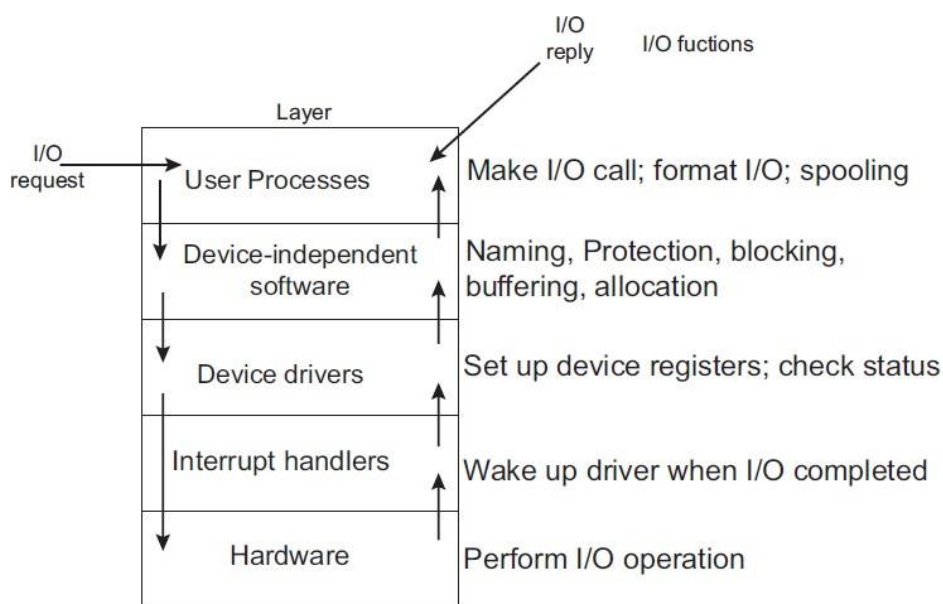 I/O
reply
I/O fuctions
Layer
I/O
request
User Processes
Make I/O call; format I/O; spooling
Device-independent
software
Naming, Protection, blocking,
buffering, allocation
Device drivers
Set up device registers; check status
Interrupt handlers
Wake up driver when I/O completed
Hardware
Perform I/O operation